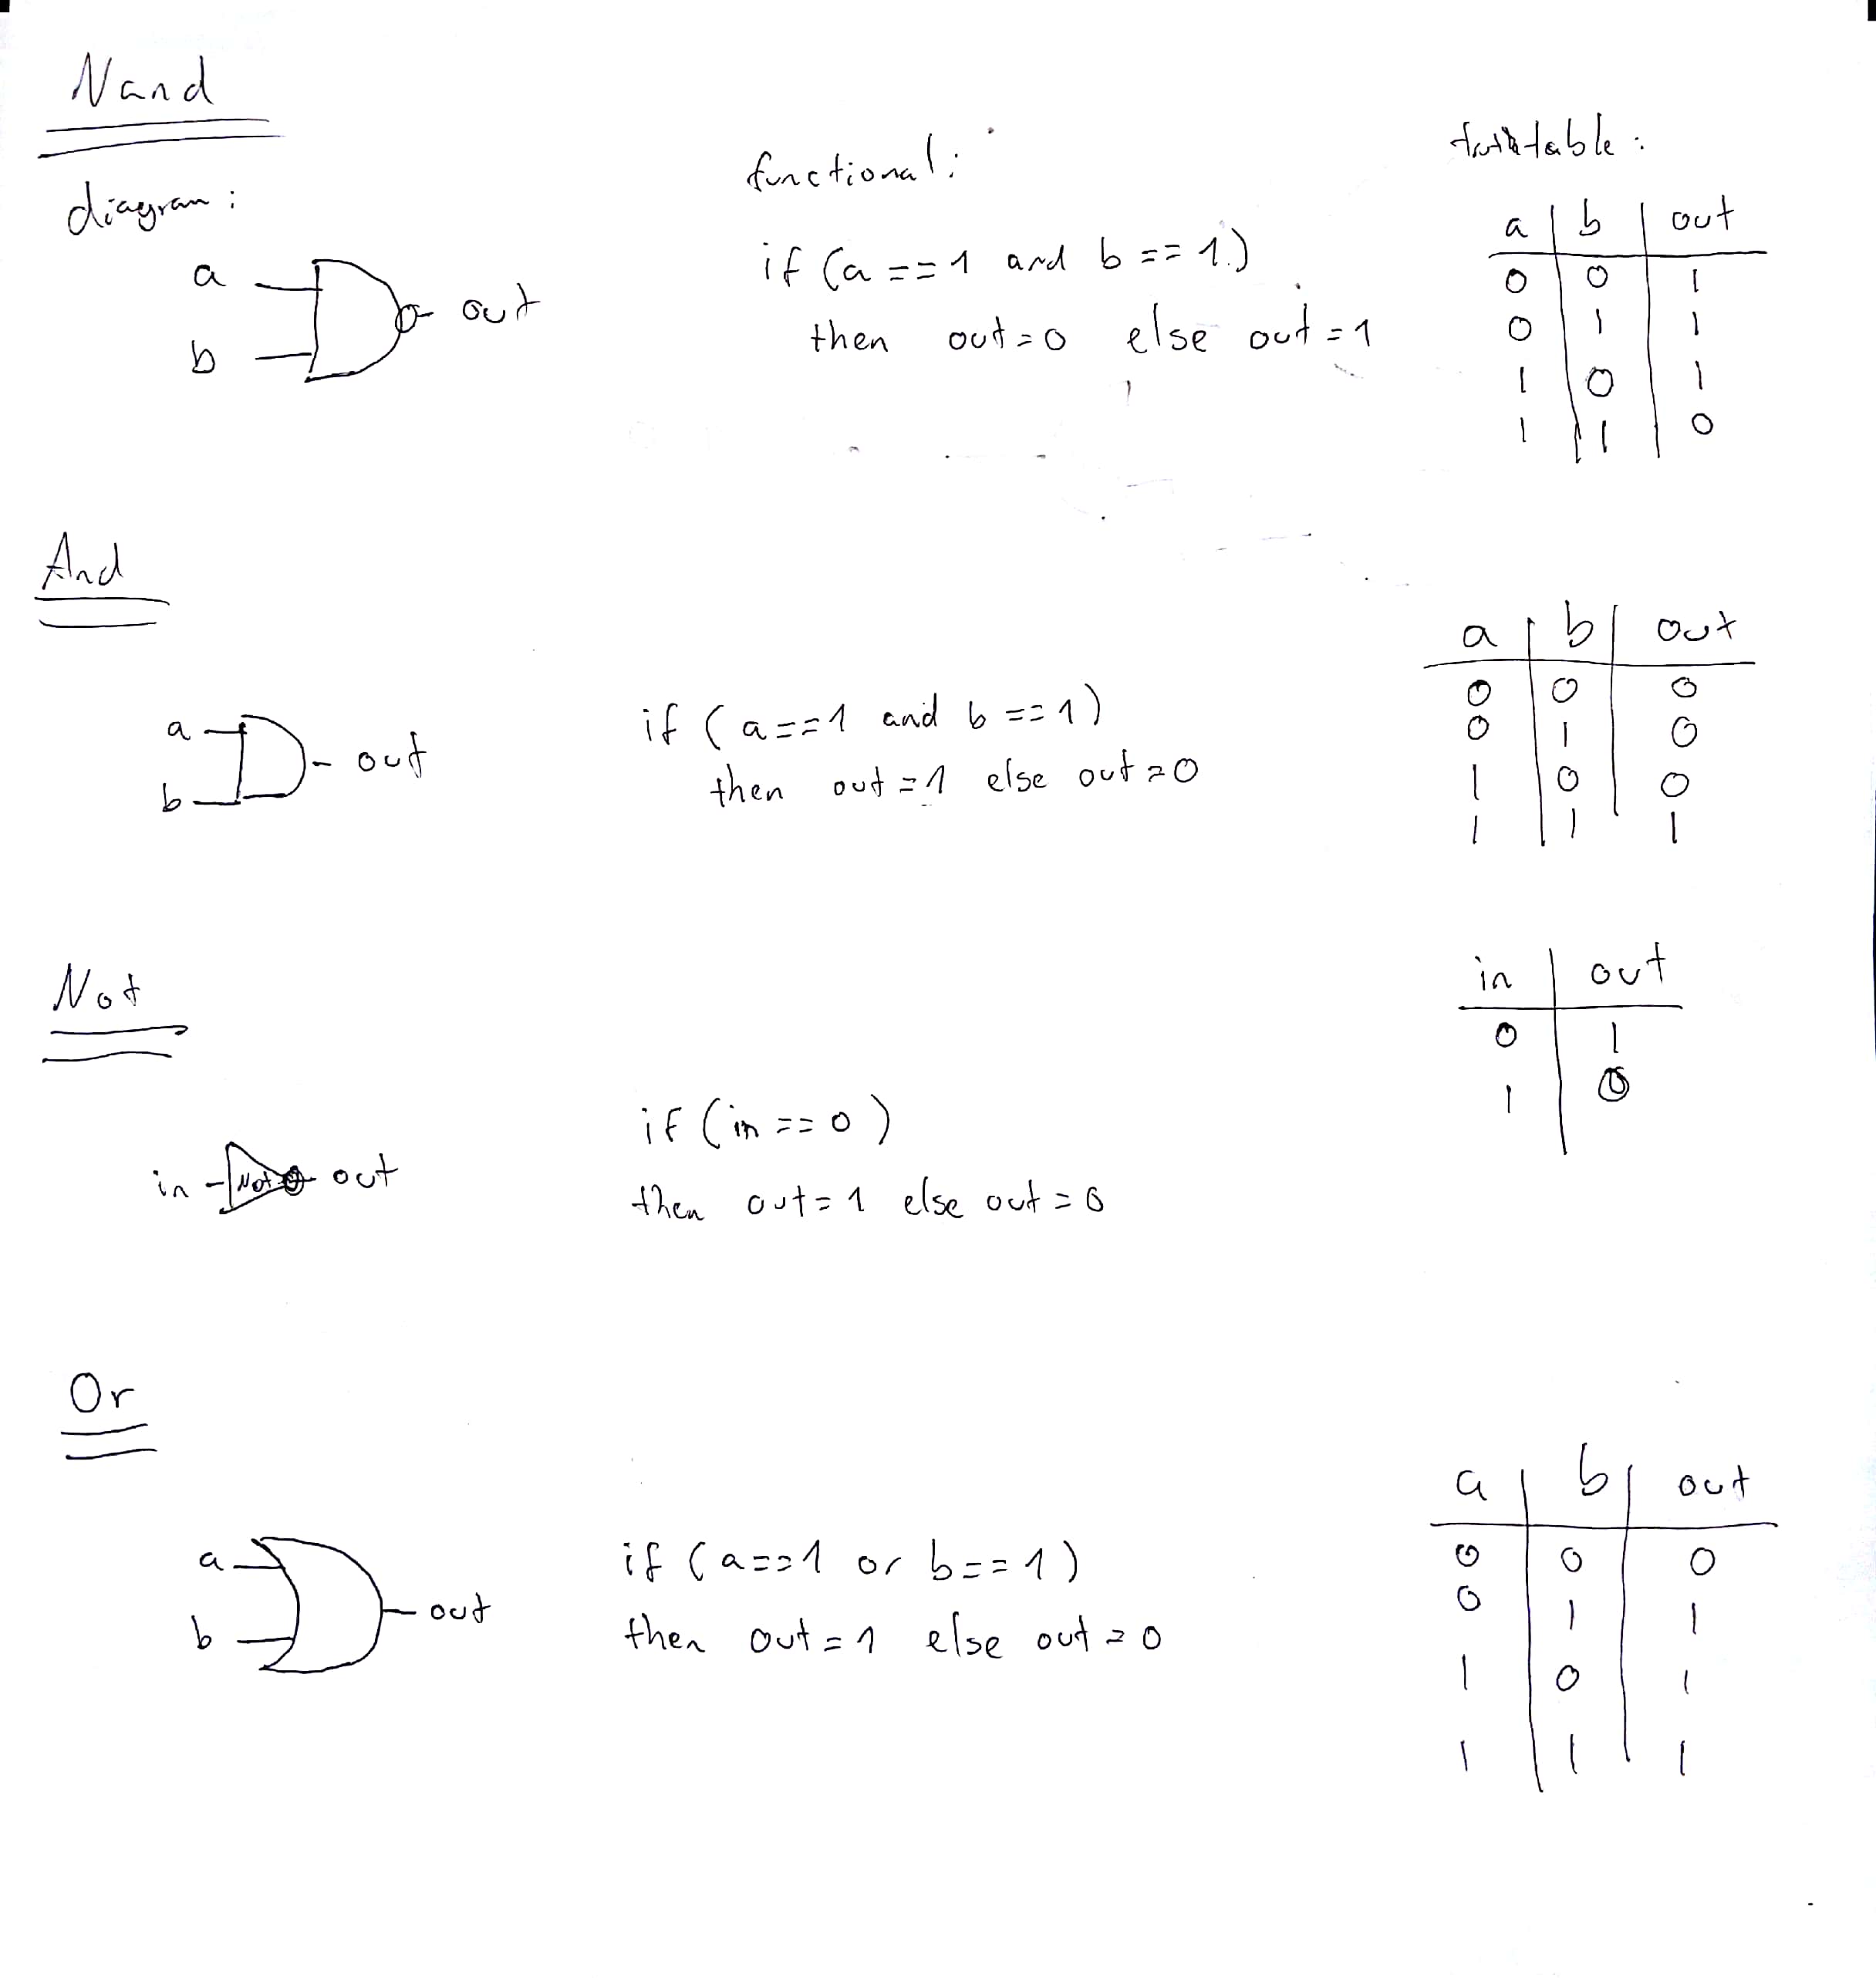 Nand
diagram:
functional:
truthtable:
a
b
out
if (a == 1 and b == 1)
then out = 0 else out = 1
a b out
0 0 1
0 1 1
1 0 1
1 1 0
And
a
b
out
if (a == 1 and b == 1)
then out = 1 else out = 0
a b out
0 0 0
0 1 0
1 0 0
1 1 1
Not
in Not out
if (in == 0)
then out = 1 else out = 0
in out
0 1
1 0
Or
a
b
out
if (a == 1 or b == 1)
then out = 1 else out = 0
a b out
0 0 0
0 1 1
1 0 1
1 1 1